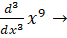 d³/dx³ x⁹ →